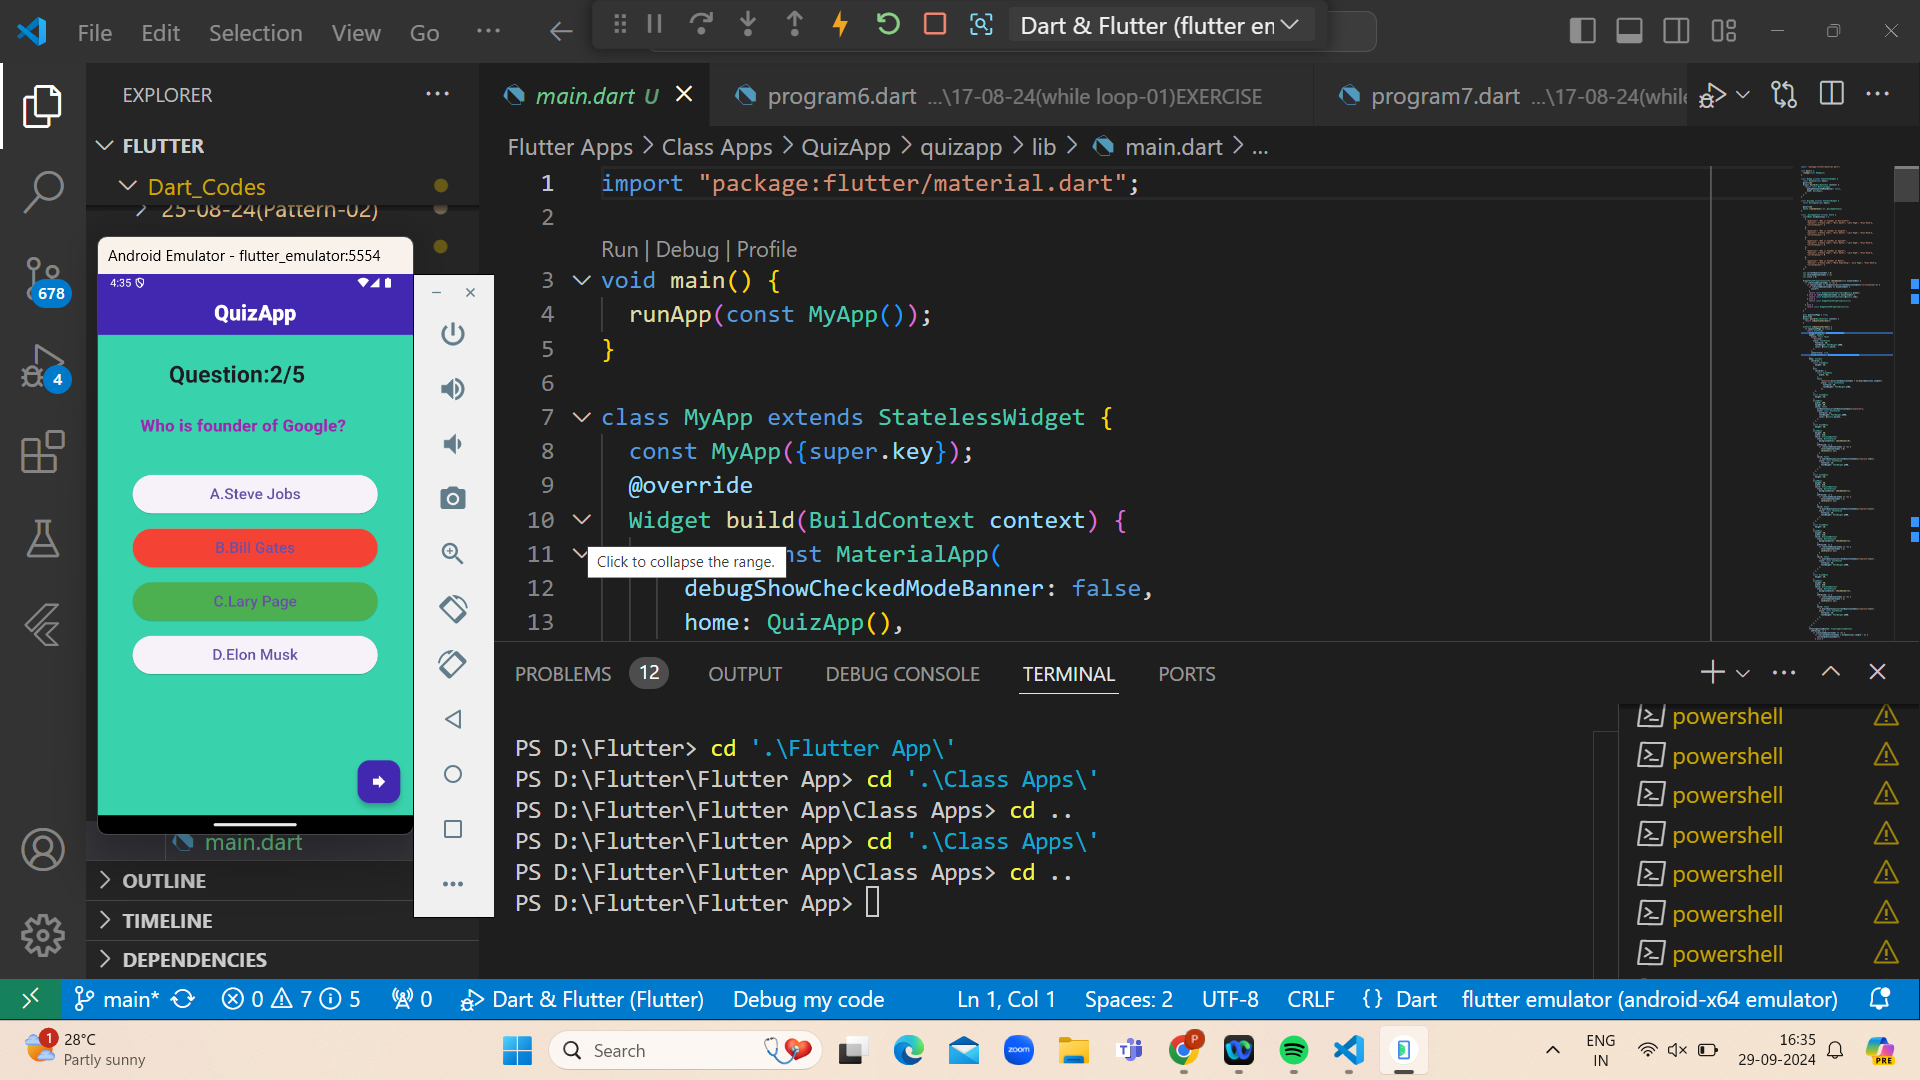 File Edit Selection View Go ...
Dart & Flutter (flutter en
EXPLORER
main.dart U
program6.dart ...\17-08-24(while loop-01)EXERCISE
program7.dart ...\17-08-24(while
FLUTTER
Flutter Apps > Class Apps > QuizApp > quizapp > lib > main.dart > ...
Dart_Codes
25-08-24(Pattern-02)
1 import "package:flutter/material.dart";
2
Run | Debug | Profile
3 void main() {
4 runApp(const MyApp());
5 }
6
7 class MyApp extends StatelessWidget {
8 const MyApp({super.key});
9 @override
10 Widget build(BuildContext context) {
11 nst MaterialApp(
Click to collapse the range.
12 debugShowCheckedModeBanner: false,
13 home: QuizApp(),
678
4
Android Emulator - flutter_emulator:5554
4:35
QuizApp
Question:2/5
Who is founder of Google?
A.Steve Jobs
B.Bill Gates
C.Lary Page
D.Elon Musk
main.dart
OUTLINE
TIMELINE
DEPENDENCIES
PROBLEMS 12 OUTPUT DEBUG CONSOLE TERMINAL PORTS
PS D:\Flutter> cd '.\Flutter App\'
PS D:\Flutter\Flutter App> cd '.\Class Apps\'
PS D:\Flutter\Flutter App\Class Apps> cd ..
PS D:\Flutter\Flutter App> cd '.\Class Apps\'
PS D:\Flutter\Flutter App\Class Apps> cd ..
PS D:\Flutter\Flutter App>
powershell
powershell
powershell
powershell
powershell
powershell
powershell
main* 0 7 5 0 Dart & Flutter (Flutter) Debug my code Ln 1, Col 1 Spaces: 2 UTF-8 CRLF {} Dart flutter emulator (android-x64 emulator)
1
28°C
Partly sunny
Search
zoom
P
ENG
IN
16:35
29-09-2024
PRE